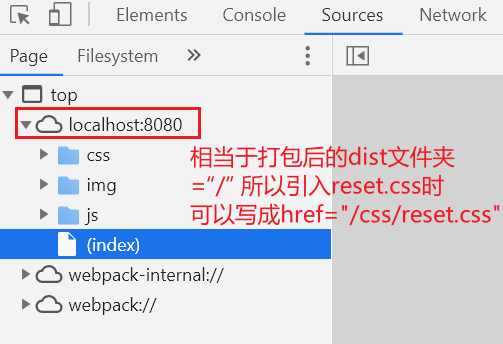 Elements Console Sources Network
Page Filesystem »
top
localhost:8080
css
img
js
(index)
webpack-internal://
webpack://
相当于打包后的dist文件夹
=“/” 所以引入reset.css时
可以写成href="/css/reset.css"